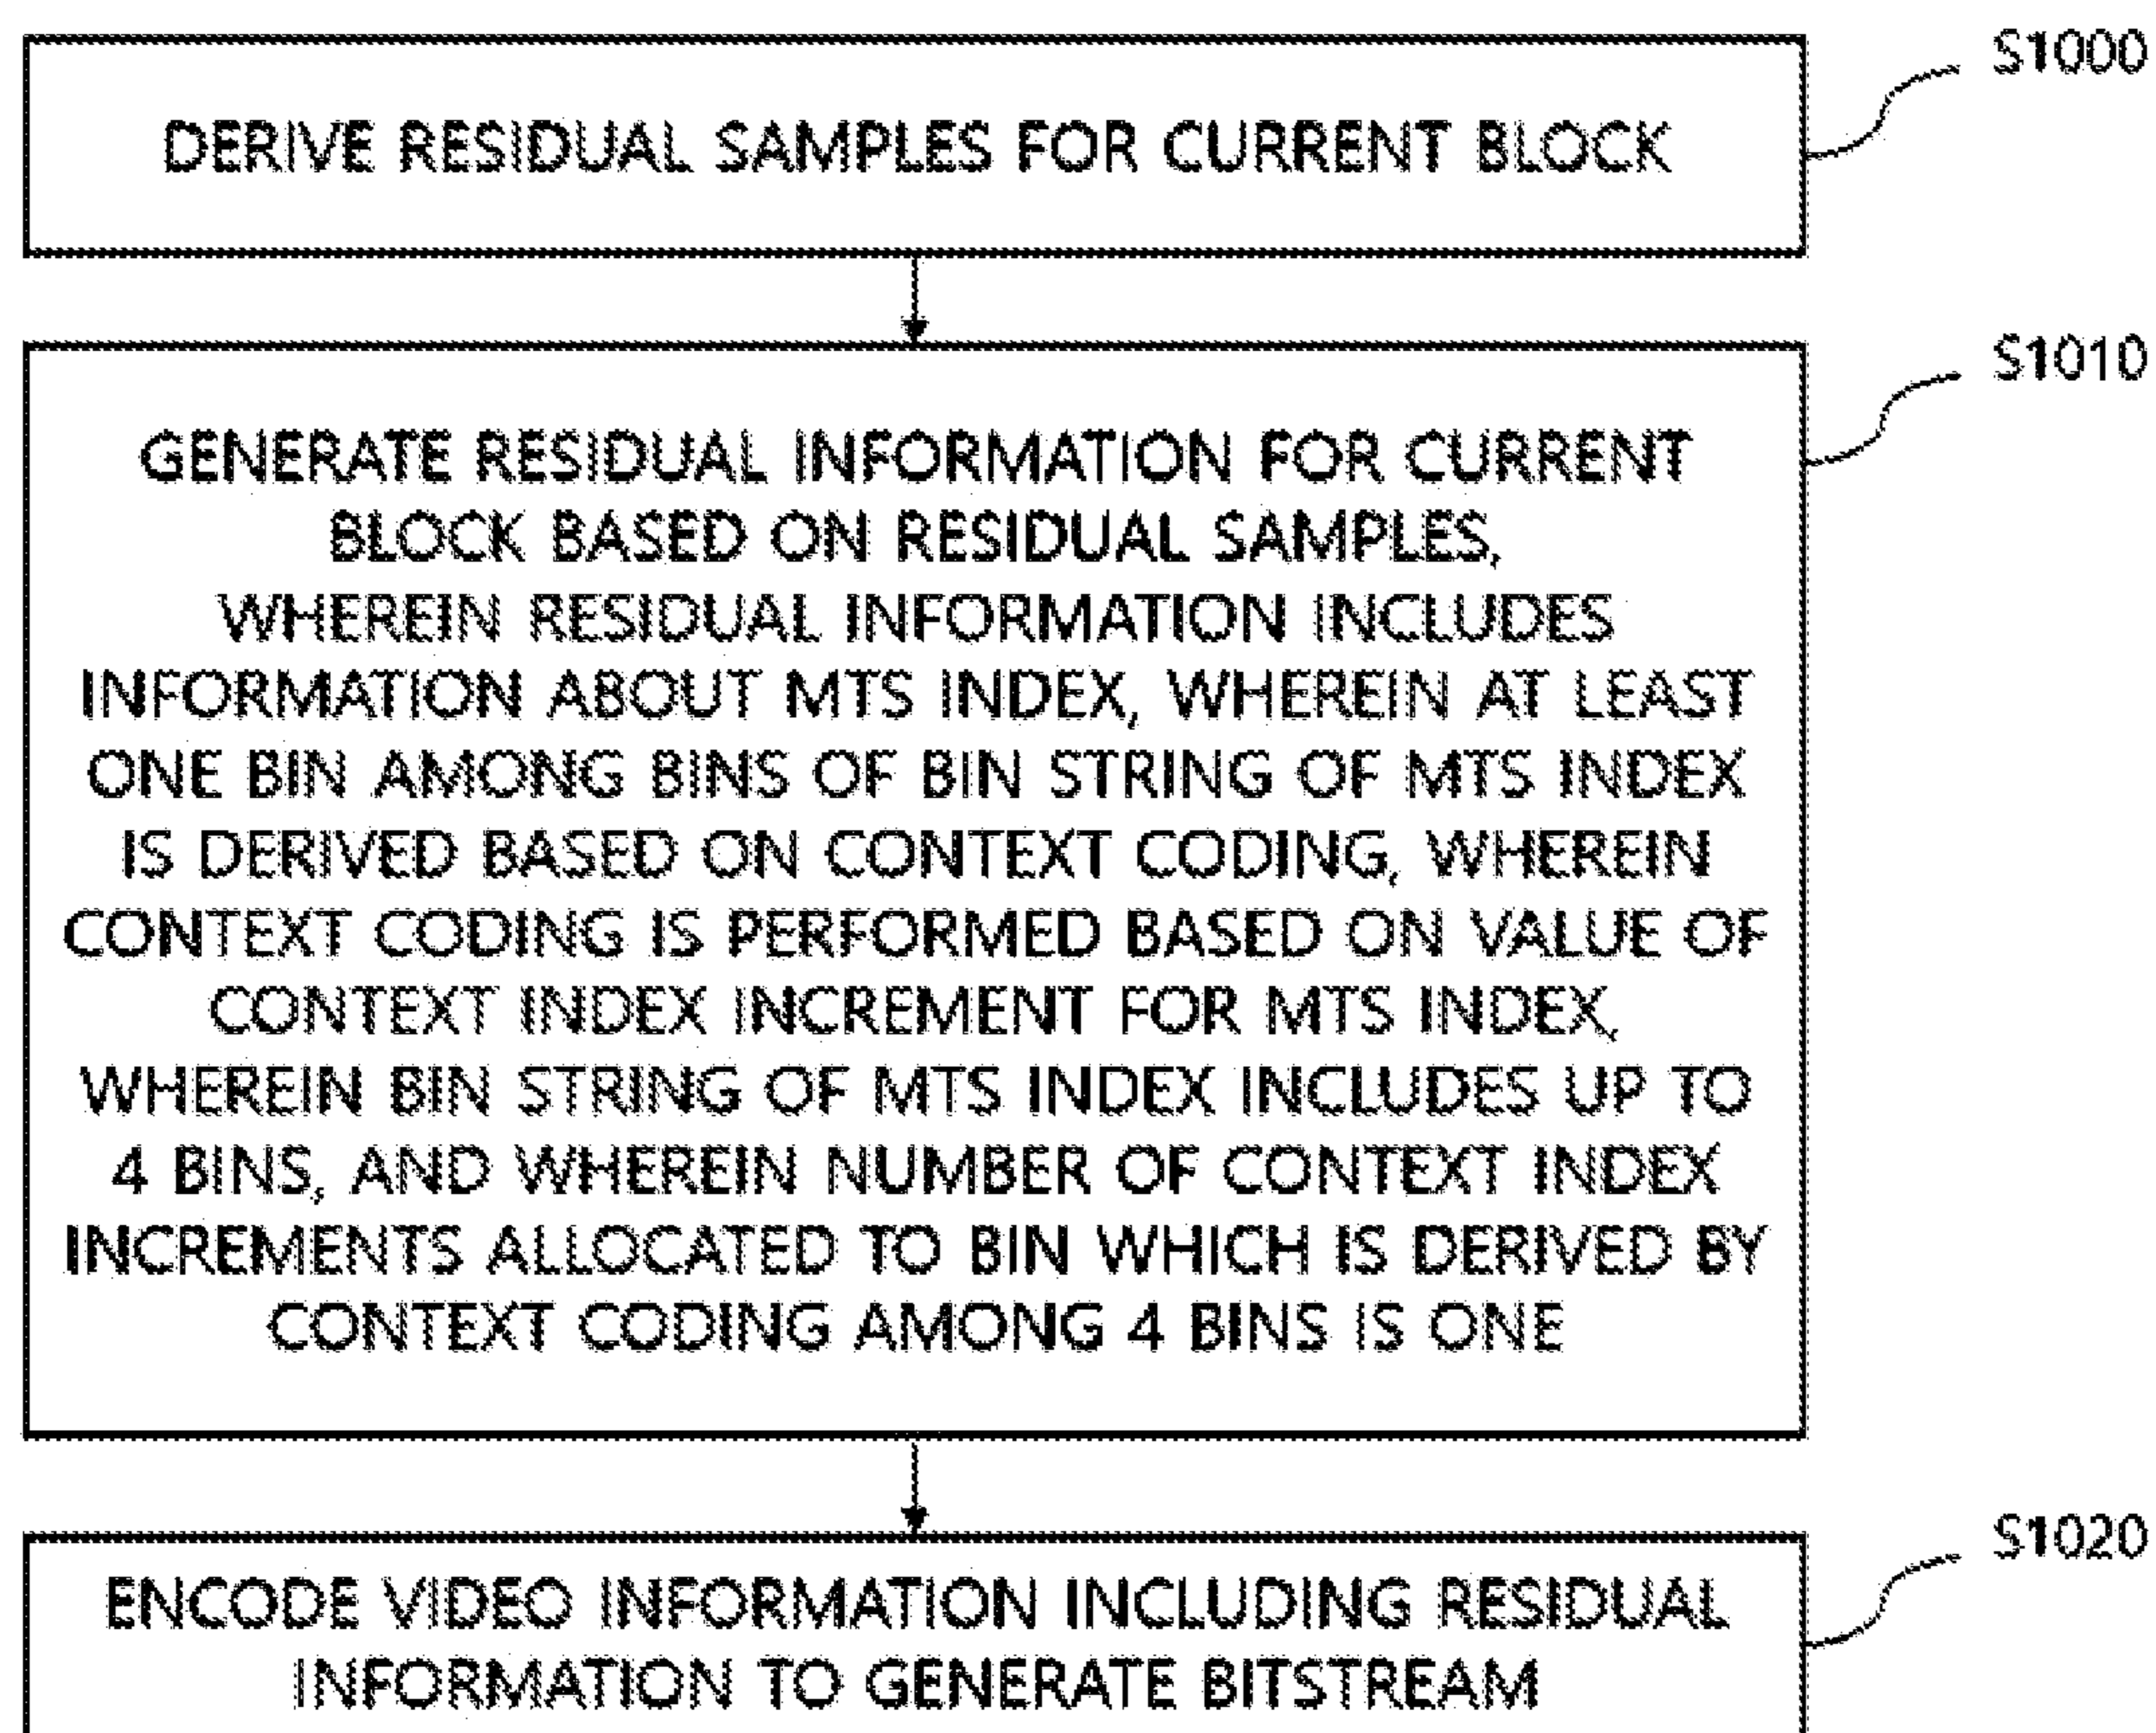 S1000
DERIVE RESIDUAL SAMPLES FOR CURRENT BLOCK
S1010
GENERATE RESIDUAL INFORMATION FOR CURRENT
BLOCK BASED ON RESIDUAL SAMPLES,
WHEREIN RESIDUAL INFORMATION INCLUDES
INFORMATION ABOUT MTS INDEX, WHEREIN AT LEAST
ONE BIN AMONG BINS OF BIN STRING OF MTS INDEX
IS DERIVED BASED ON CONTEXT CODING, WHEREIN
CONTEXT CODING IS PERFORMED BASED ON VALUE OF
CONTEXT INDEX INCREMENT FOR MTS INDEX,
WHEREIN BIN STRING OF MTS INDEX INCLUDES UP TO
4 BINS, AND WHEREIN NUMBER OF CONTEXT INDEX
INCREMENTS ALLOCATED TO BIN WHICH IS DERIVED BY
CONTEXT CODING AMONG 4 BINS IS ONE
S1020
ENCODE VIDEO INFORMATION INCLUDING RESIDUAL
INFORMATION TO GENERATE BITSTREAM